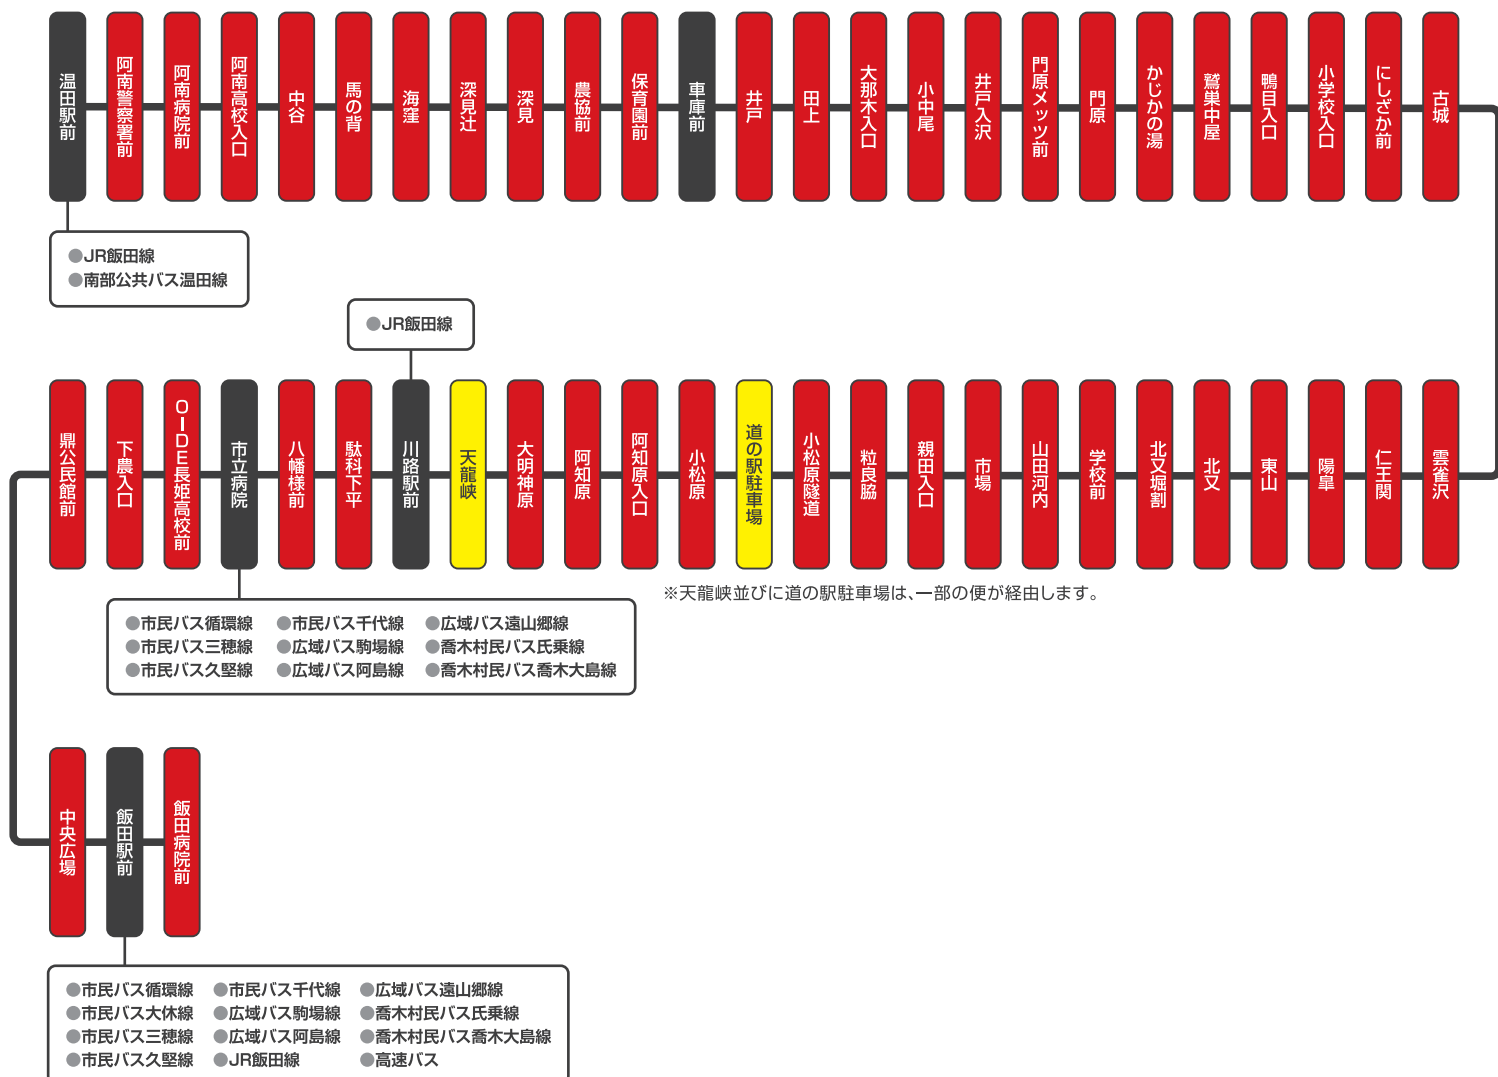 温田駅前
阿南警察署前
阿南病院前
阿南高校入口
中谷
馬の背
海窪
深見辻
深見
農協前
保育園前
車庫前
井戸
田上
大那木入口
小中尾
井戸入沢
門原メッツ前
門原
かじかの湯
鷲巣中屋
鴨目入口
小学校入口
にしざか前
古城
●JR飯田線
●南部公共バス温田線
●JR飯田線
鼎公民館前
下農入口
OIDE長姫高校前
市立病院
八幡様前
駄科下平
川路駅前
天龍峡
大明神原
阿知原
阿知原入口
小松原
道の駅駐車場
小松原隧道
粒良脇
親田入口
市場
山田河内
学校前
北又堀割
北又
東山
陽皐
仁王関
雲雀沢
※天龍峡並びに道の駅駐車場は、一部の便が経由します。
●市民バス循環線 ●市民バス千代線 ●広域バス遠山郷線
●市民バス三穂線 ●広域バス駒場線 ●喬木村民バス氏乗線
●市民バス久堅線 ●広域バス阿島線 ●喬木村民バス喬木大島線
中央広場
飯田駅前
飯田病院前
●市民バス循環線 ●市民バス千代線 ●広域バス遠山郷線
●市民バス大休線 ●広域バス駒場線 ●喬木村民バス氏乗線
●市民バス三穂線 ●広域バス阿島線 ●喬木村民バス喬木大島線
●市民バス久堅線 ●JR飯田線 ●高速バス